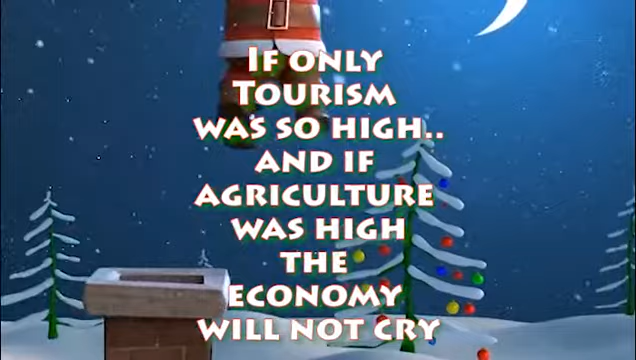 If only
Tourism
was so high..
and if
agriculture
was high
the
economy
will not cry